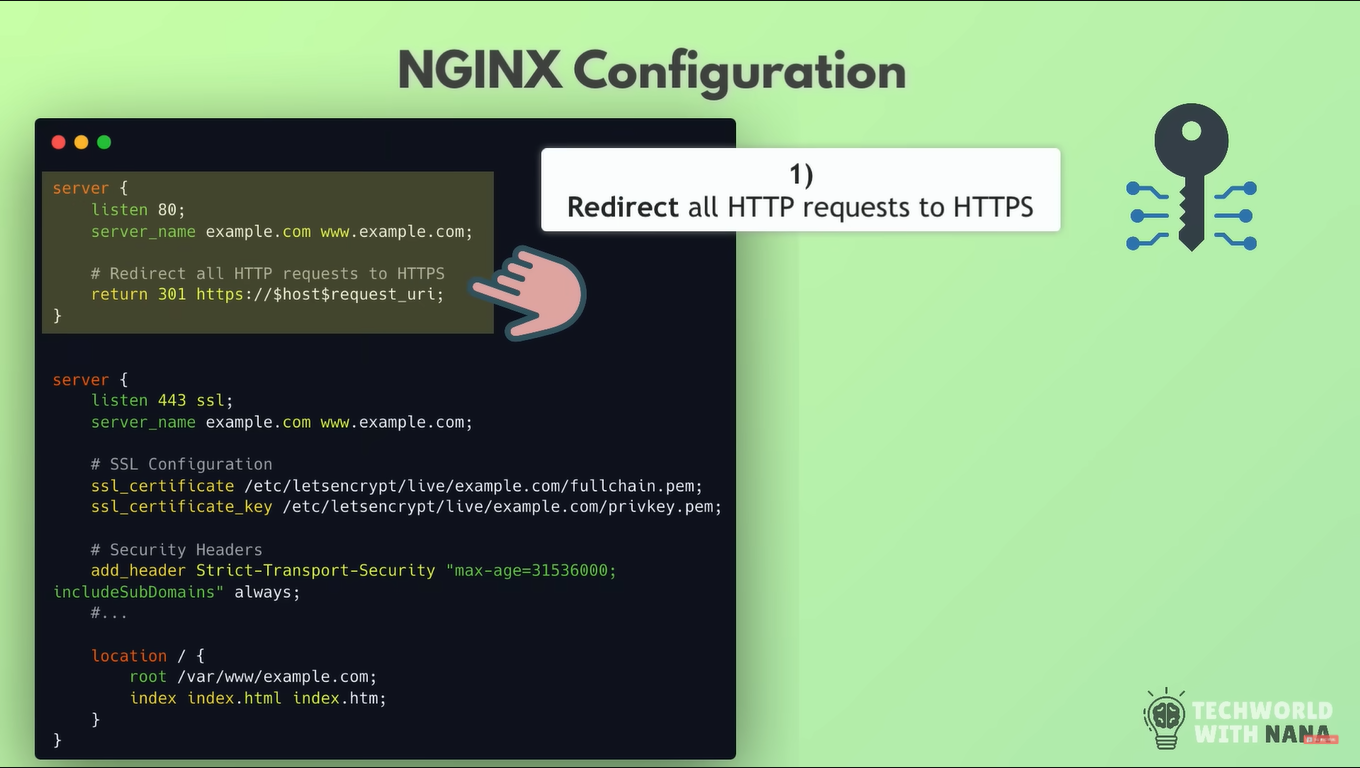 NGINX Configuration
1)
Redirect all HTTP requests to HTTPS
server {
    listen 80;
    server_name example.com www.example.com;

    # Redirect all HTTP requests to HTTPS
    return 301 https://$host$request_uri;
}

server {
    listen 443 ssl;
    server_name example.com www.example.com;

    # SSL Configuration
    ssl_certificate /etc/letsencrypt/live/example.com/fullchain.pem;
    ssl_certificate_key /etc/letsencrypt/live/example.com/privkey.pem;

    # Security Headers
    add_header Strict-Transport-Security "max-age=31536000;
includeSubDomains" always;
    #...

    location / {
        root /var/www/example.com;
        index index.html index.htm;
    }
}
TECHWORLD
WITH NANA